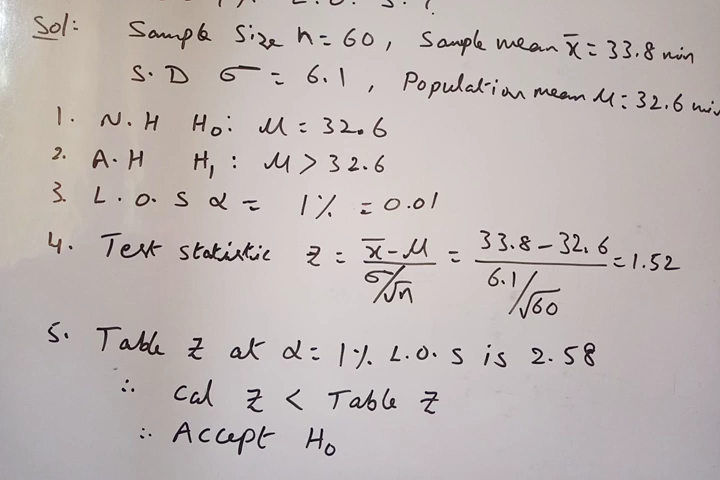 Sol: Sample Size n = 60, Sample mean x̄ = 33.8 min
S.D σ = 6.1, Population mean μ = 32.6
1. N.H H₀: μ = 32.6
2. A.H H₁: μ > 32.6
3. L.O.S α = 1% = 0.01
4. Test statistic z = (x̄ - μ)/(σ/√n) = (33.8 - 32.6)/(6.1/√60) = 1.52
5. Table z at α = 1% L.O.S is 2.58
∴ Cal z < Table z
∴ Accept H₀